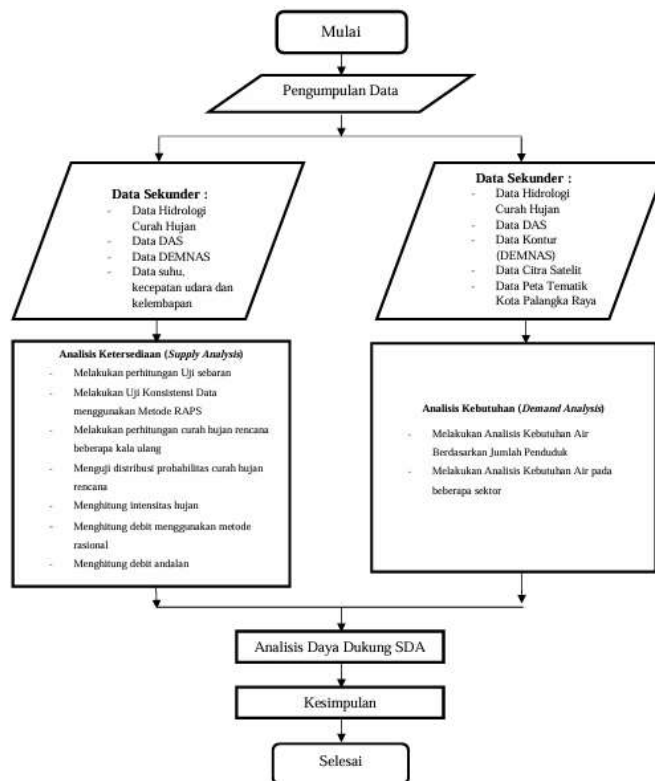 Mulai
Pengumpulan Data
Data Sekunder :
- Data Hidrologi
Curah Hujan
- Data DAS
- Data DEMNAS
- Data suhu,
kecepatan udara dan
kelembapan
Data Sekunder :
- Data Hidrologi
Curah Hujan
- Data DAS
- Data Kontur
(DEMNAS)
- Data Citra Satelit
- Data Peta Tematik
Kota Palangka Raya
Analisis Ketersediaan (Supply Analysis)
- Melakukan perhitungan Uji sebaran
- Melakukan Uji Konsistensi Data
menggunakan Metode RAPS
- Melakukan perhitungan curah hujan rencana
beberapa kala ulang
- Menguji distribusi probabilitas curah hujan
rencana
- Menghitung intensitas hujan
- Menghitung debit menggunakan metode
rasional
- Menghitung debit andalan
Analisis Kebutuhan (Demand Analysis)
- Melakukan Analisis Kebutuhan Air
Berdasarkan Jumlah Penduduk
- Melakukan Analisis Kebutuhan Air pada
beberapa sektor
Analisis Daya Dukung SDA
Kesimpulan
Selesai